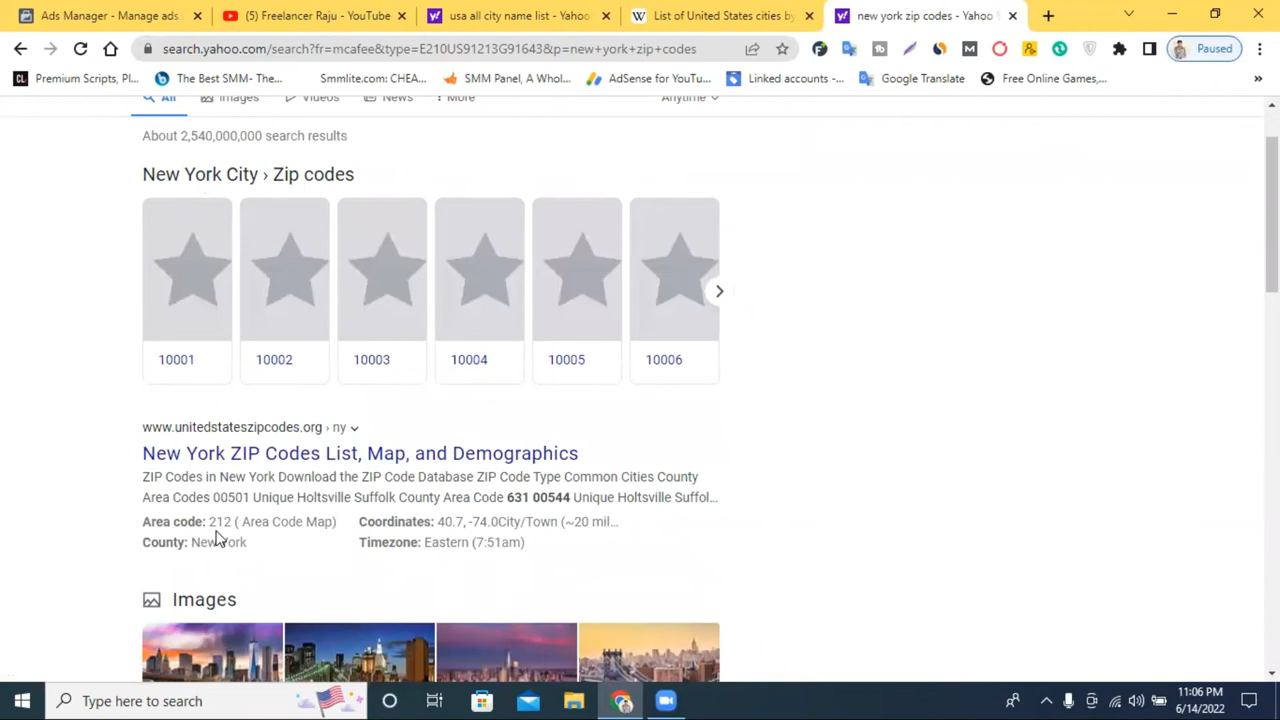 Ads Manager - Manage ads
(5) Freelancer Raju - YouTube
usa all city name list - Yahoo
List of United States cities by
new york zip codes - Yahoo
search.yahoo.com/search?fr=mcafee&type=E210US91213G91643&p=new+york+zip+codes
Paused
Premium Scripts, Pl...
The Best SMM- The...
Smmlite.com: CHEA...
SMM Panel, A Whol...
AdSense for YouTu...
Linked accounts -...
Google Translate
Free Online Games,...
All
Images
Videos
News
More
Anytime
About 2,540,000,000 search results
New York City › Zip codes
10001
10002
10003
10004
10005
10006
www.unitedstateszipcodes.org › ny
New York ZIP Codes List, Map, and Demographics
ZIP Codes in New York Download the ZIP Code Database ZIP Code Type Common Cities County
Area Codes 00501 Unique Holtsville Suffolk County Area Code 631 00544 Unique Holtsville Suffol...
Area code: 212 ( Area Code Map)
Coordinates: 40.7, -74.0City/Town (~20 mil...
County: New York
Timezone: Eastern (7:51am)
Images
Type here to search
11:06 PM
6/14/2022